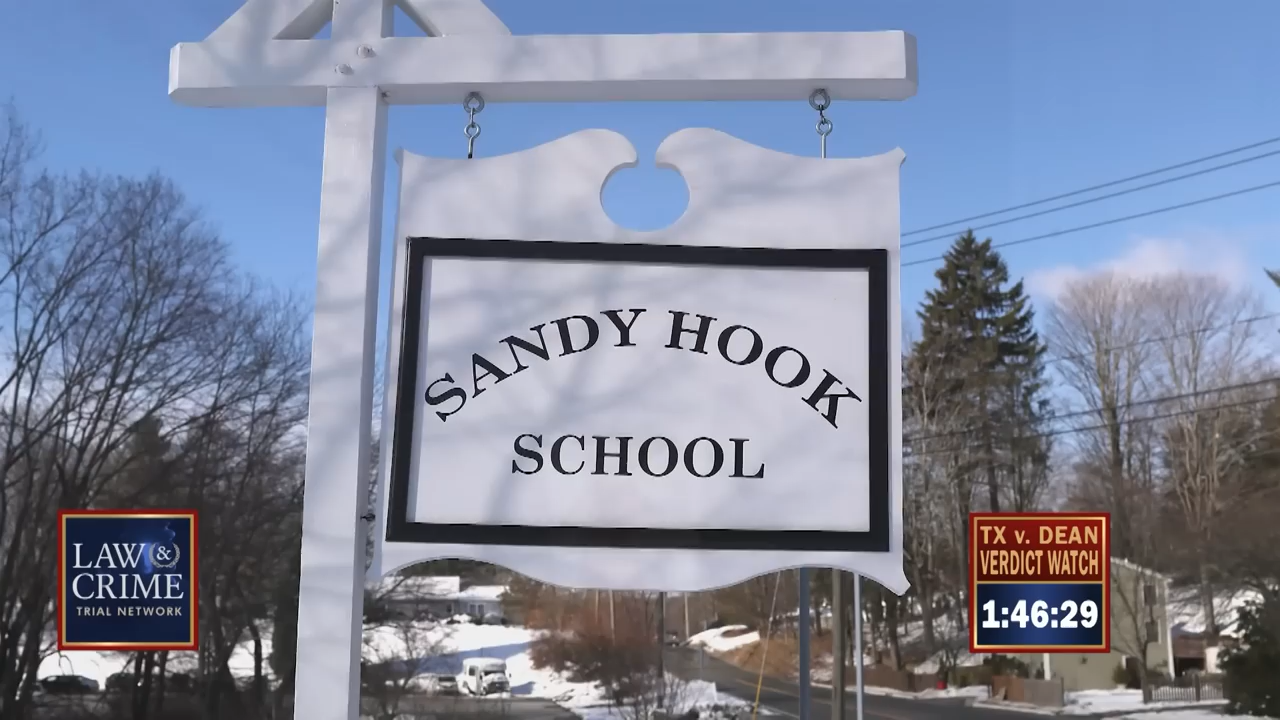 SANDY HOOK
SCHOOL
LAW &
CRIME
TRIAL NETWORK
TX v. DEAN
VERDICT WATCH
1:46:29